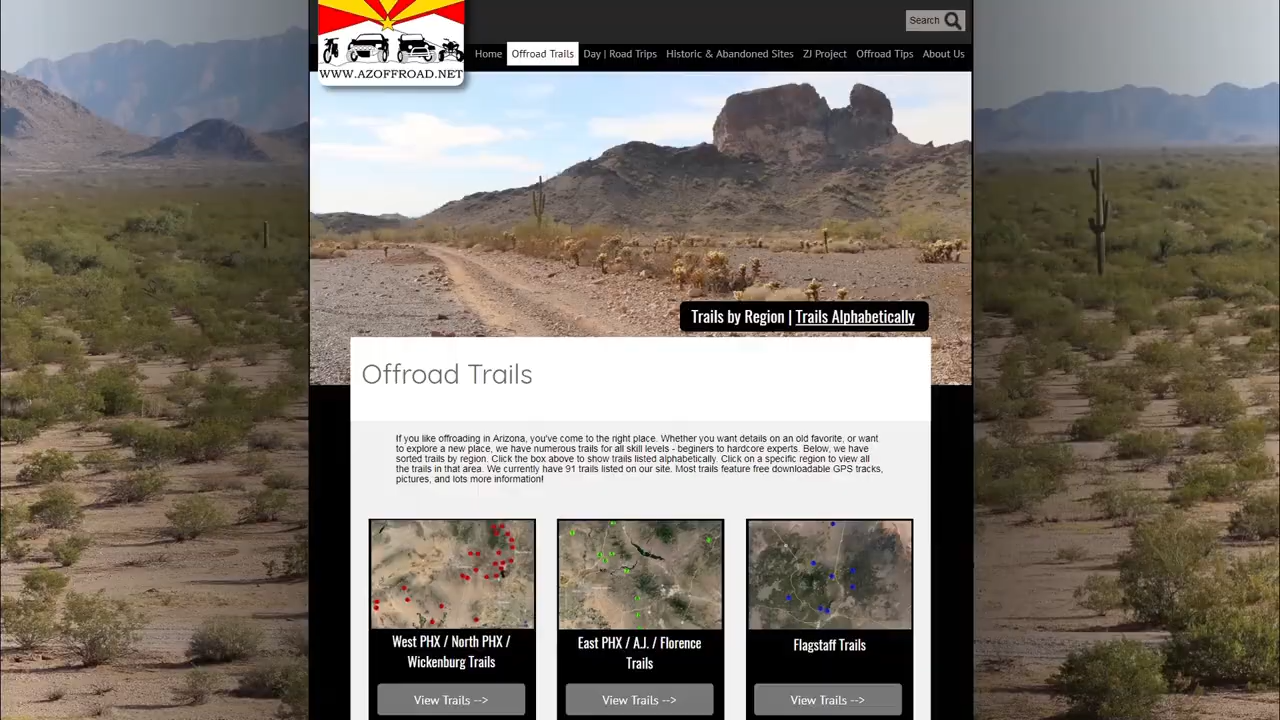 WWW.AZOFFROAD.NET
Search
Home
Offroad Trails
Day | Road Trips
Historic & Abandoned Sites
ZJ Project
Offroad Tips
About Us
Trails by Region | Trails Alphabetically
Offroad Trails
If you like offroading in Arizona, you've come to the right place. Whether you want details on an old favorite, or want
to explore a new place, we have numerous trails for all skill levels - beginers to hardcore experts. Below, we have
sorted trails by region. Click the box above to show trails listed alphabetically. Click on a specific region to view all
the trails in that area. We currently have 91 trails listed on our site. Most trails feature free downloadable GPS tracks,
pictures, and lots more information!
West PHX / North PHX /
Wickenburg Trails
View Trails -->
East PHX / A.J. / Florence
Trails
View Trails -->
Flagstaff Trails
View Trails -->